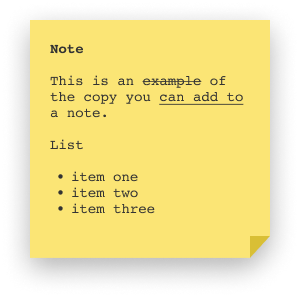 Note
This is an example of
the copy you can add to
a note.
List
• item one
• item two
• item three